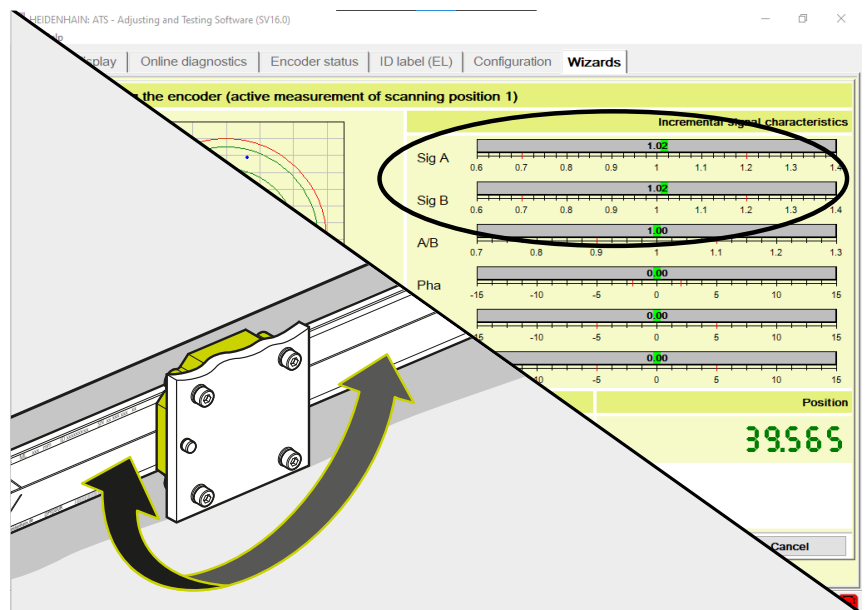 HEIDENHAIN: ATS - Adjusting and Testing Software (SV16.0)
Online diagnostics Encoder status ID label (EL) Configuration Wizards
the encoder (active measurement of scanning position 1)
Incremental signal characteristics
Sig A
1.02
0.6 0.7 0.8 0.9 1 1.1 1.2 1.3 1.4
Sig B
1.02
0.6 0.7 0.8 0.9 1 1.1 1.2 1.3 1.4
A/B
1.00
0.7 0.8 0.9 1 1.1 1.2 1.3
Pha
0.00
-15 -10 -5 0 5 10 15
0.00
-10 -5 0 5 10 15
0.00
-5 0 5 10 15
Position
39.565
Cancel